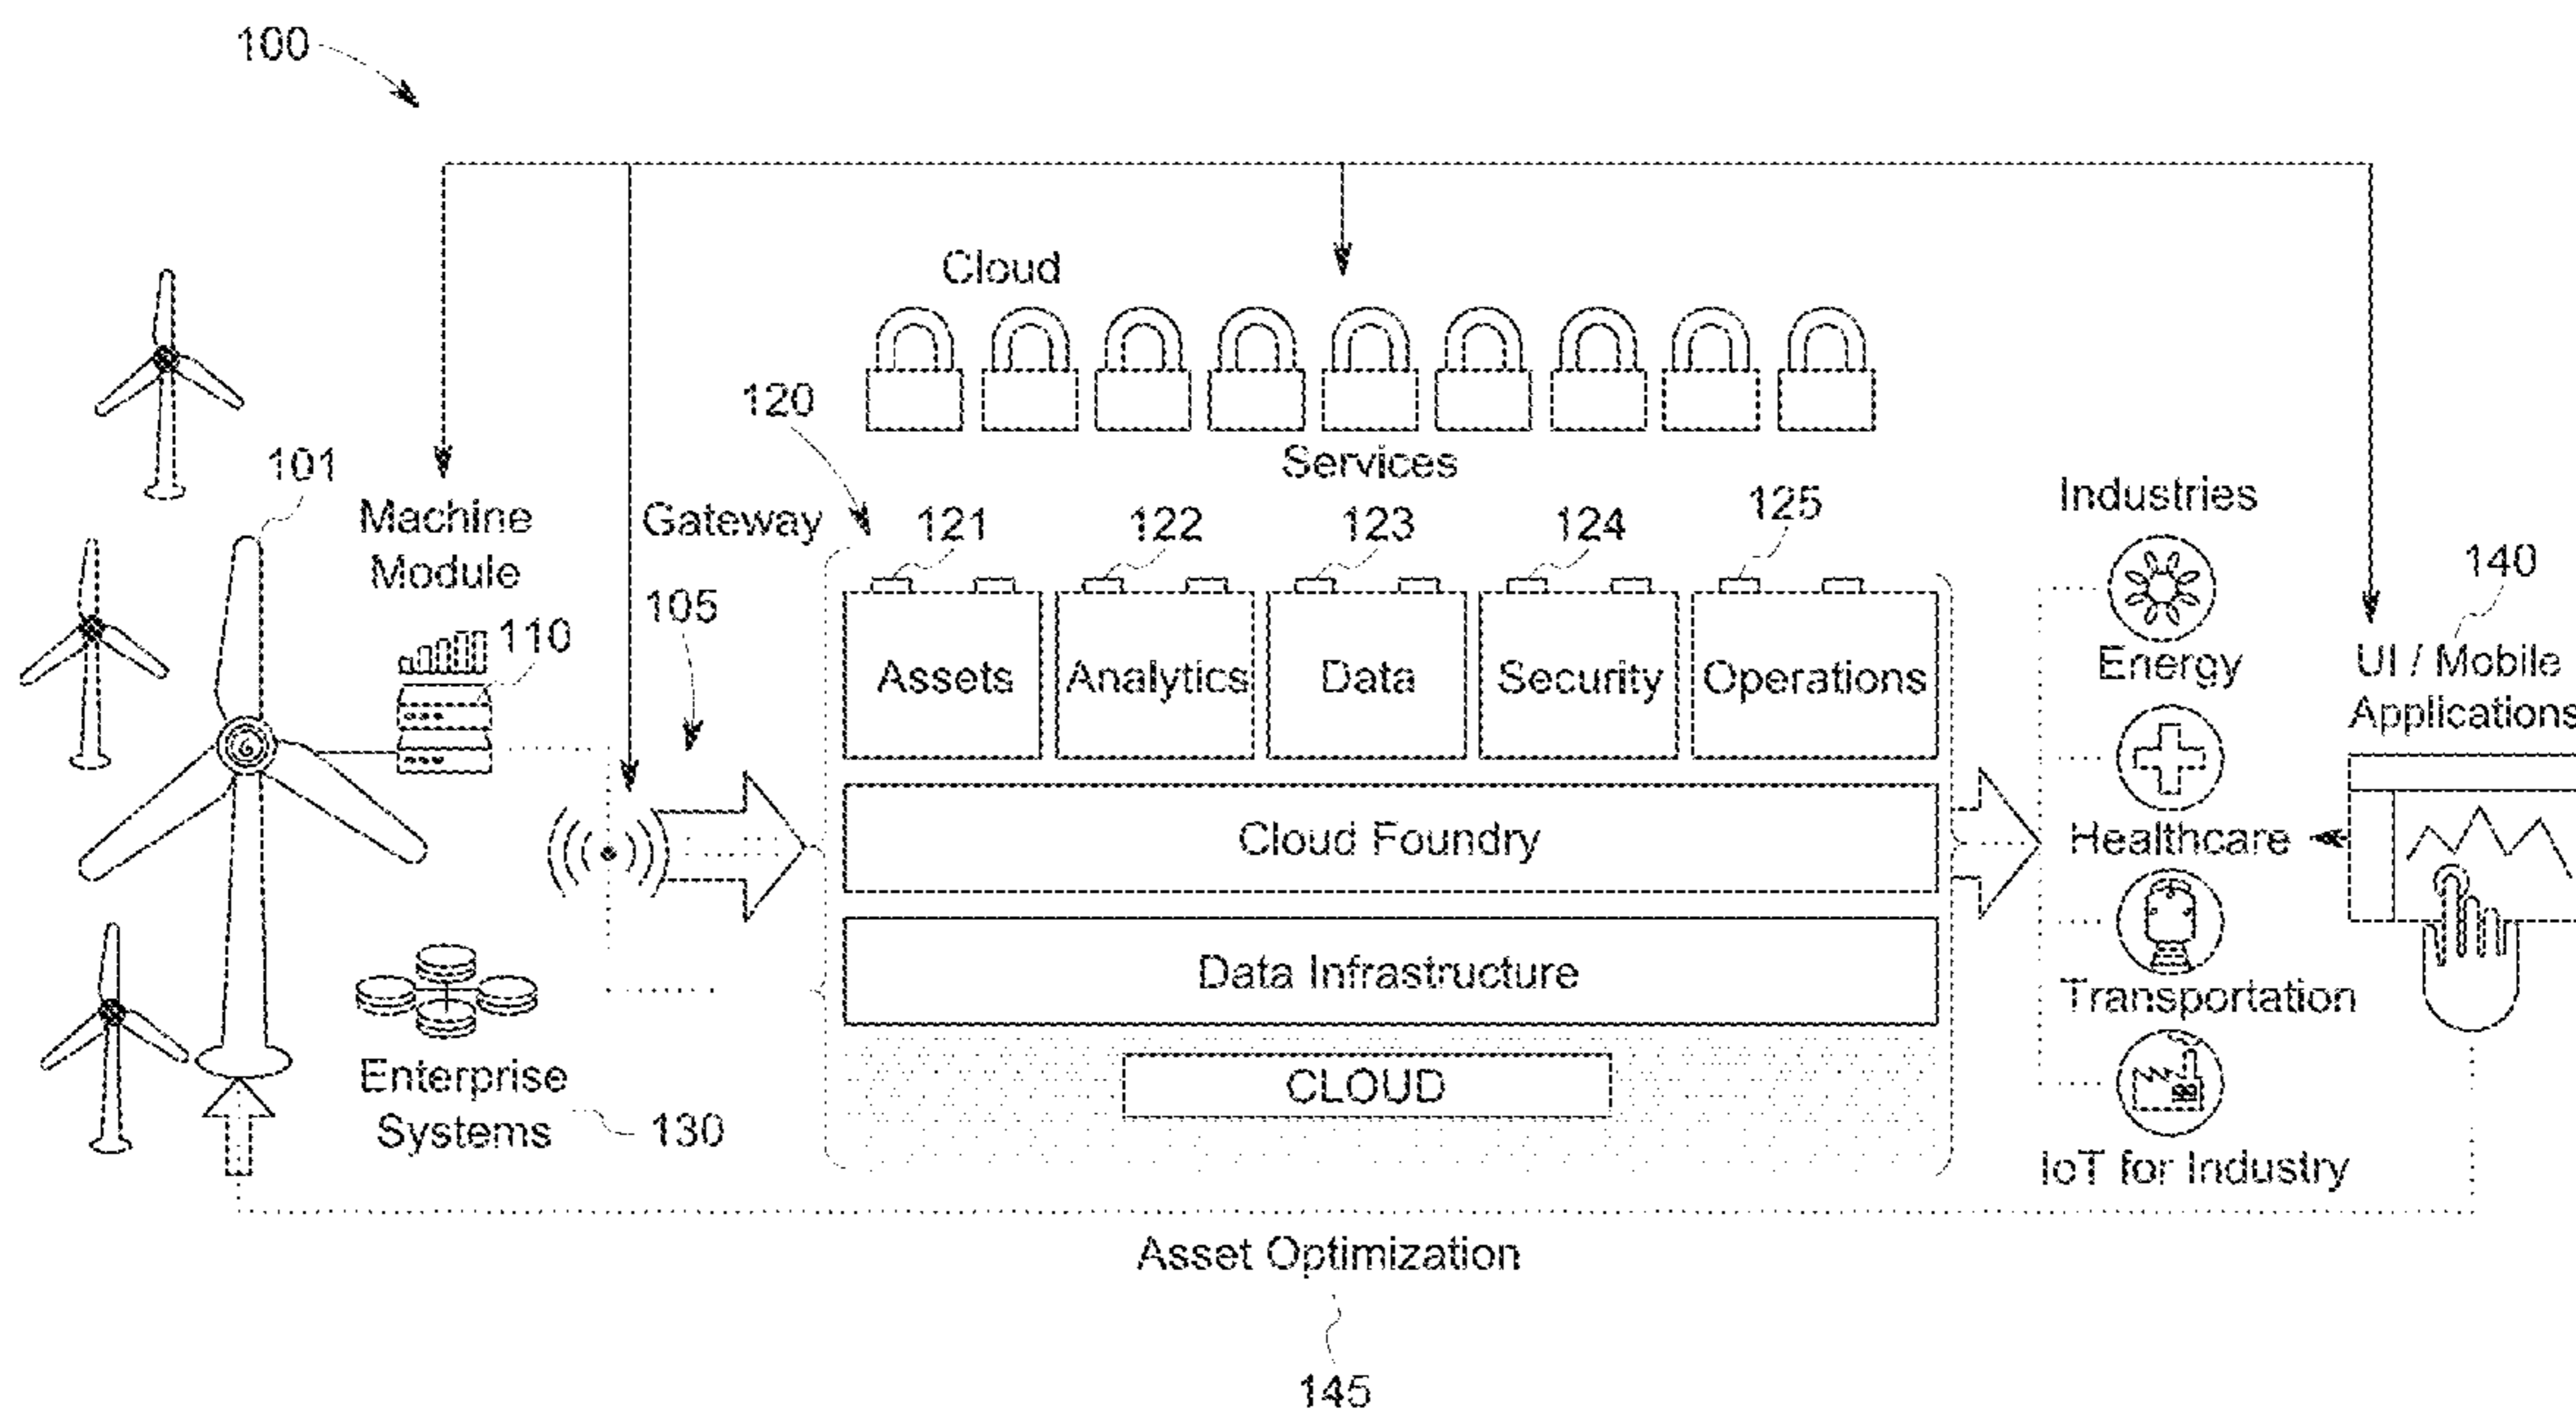 100
Cloud
120
Services
101
Machine
Module
Gateway
121
122
123
124
125
Industries
105
110
140
Assets
Analytics
Data
Security
Operations
Energy
UI / Mobile
Applications
Cloud Foundry
Healthcare
Data Infrastructure
Transportation
Enterprise
Systems
130
CLOUD
IoT for Industry
Asset Optimization
145